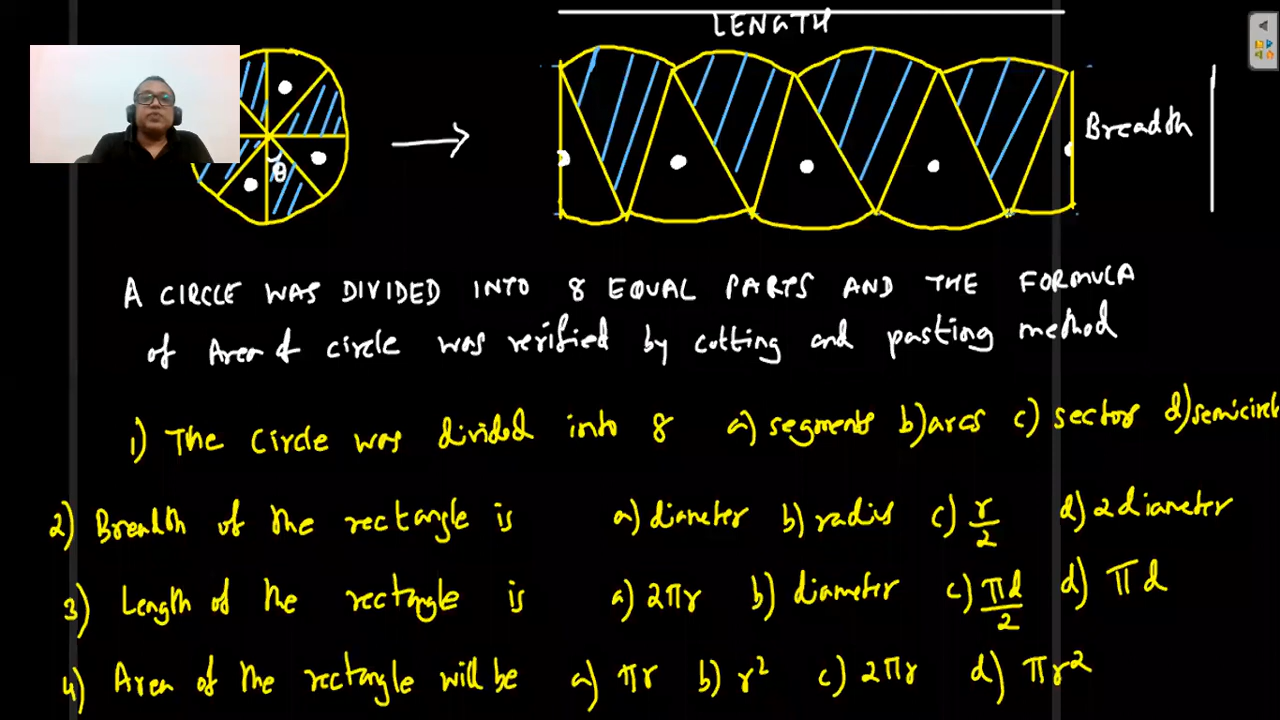 LENGTH
Breadth
θ
A CIRCLE WAS DIVIDED INTO 8 EQUAL PARTS AND THE FORMULA
of Area of circle was verified by cutting and pasting method
1) The circle was divided into 8 a) segments b) arcs c) sector d) semicircl
2) Breadth of the rectangle is a) diameter b) radius c) r/2 d) 2 diameter
3) Length of the rectangle is a) 2πr b) diameter c) πd/2 d) πd
4) Area of the rectangle will be a) πr b) r² c) 2πr d) πr²